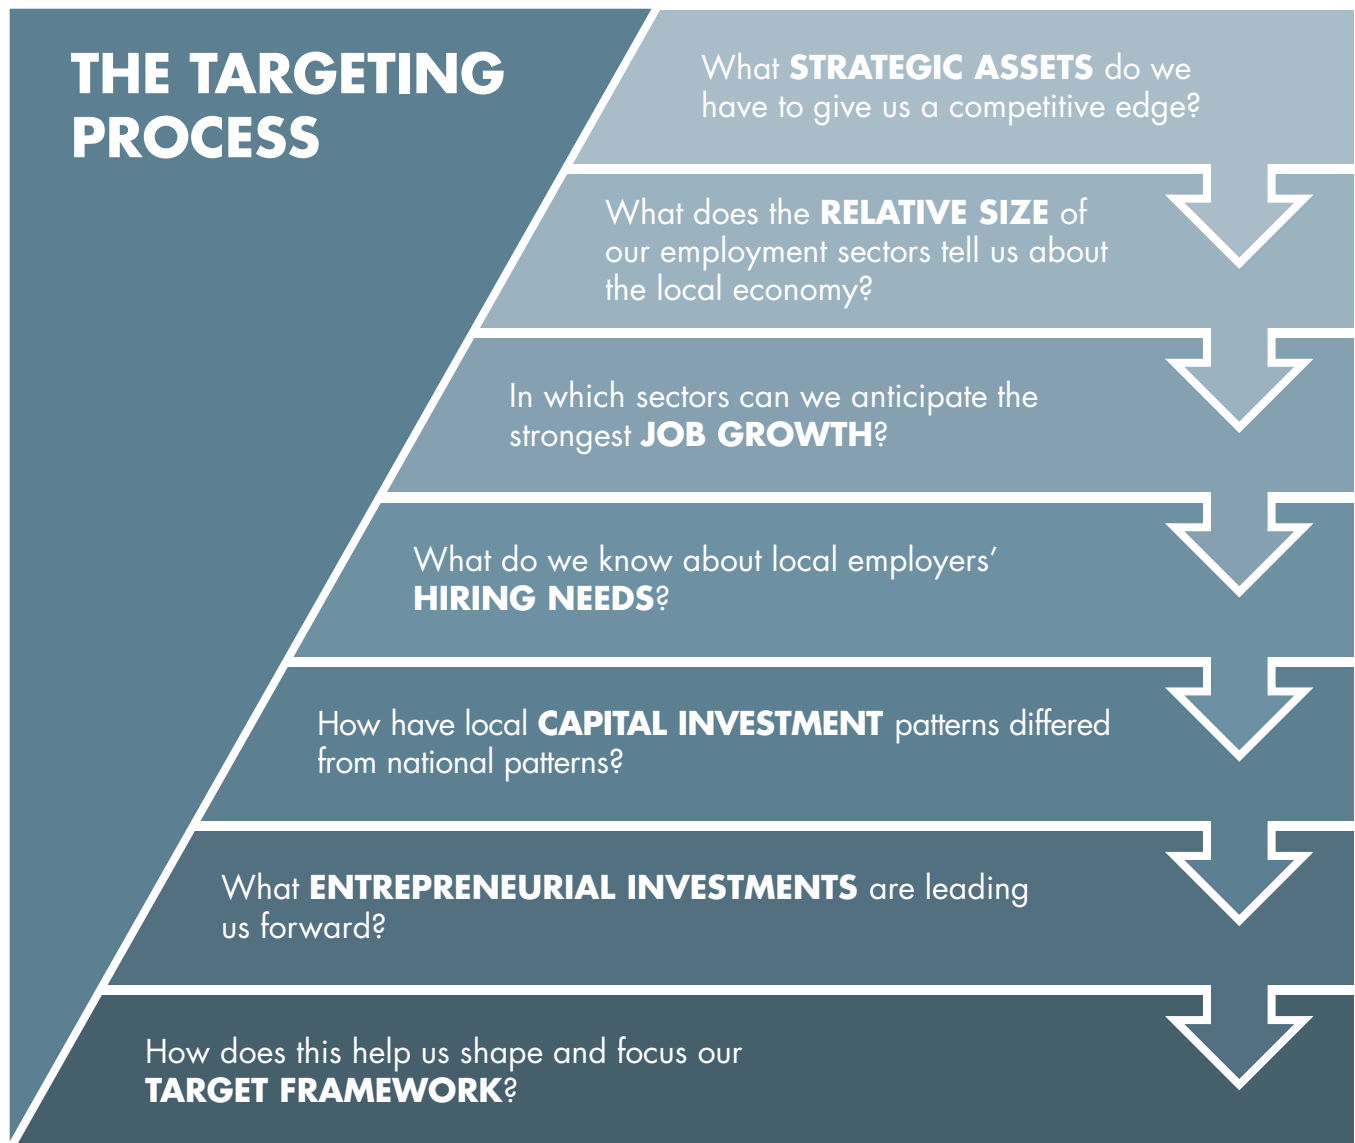 THE TARGETING
PROCESS
What STRATEGIC ASSETS do we
have to give us a competitive edge?
What does the RELATIVE SIZE of
our employment sectors tell us about
the local economy?
In which sectors can we anticipate the
strongest JOB GROWTH?
What do we know about local employers’
HIRING NEEDS?
How have local CAPITAL INVESTMENT patterns differed
from national patterns?
What ENTREPRENEURIAL INVESTMENTS are leading
us forward?
How does this help us shape and focus our
TARGET FRAMEWORK?